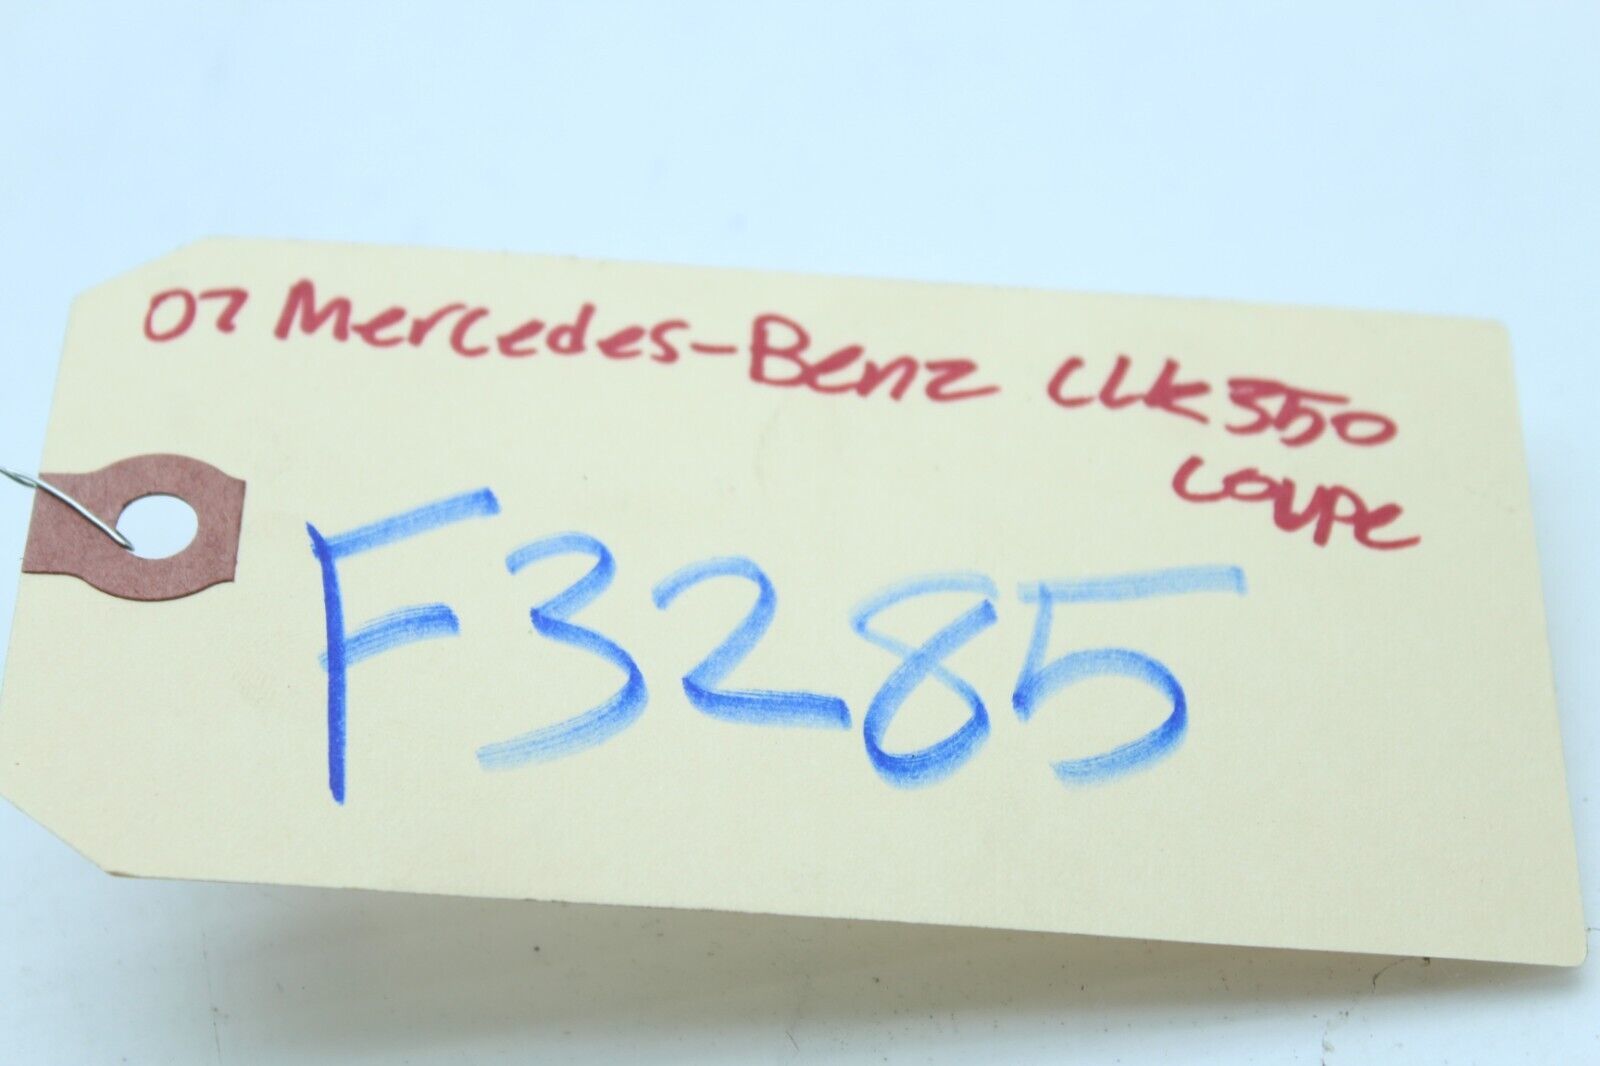 07 Mercedes-Benz CLK350
COUPE
F3285